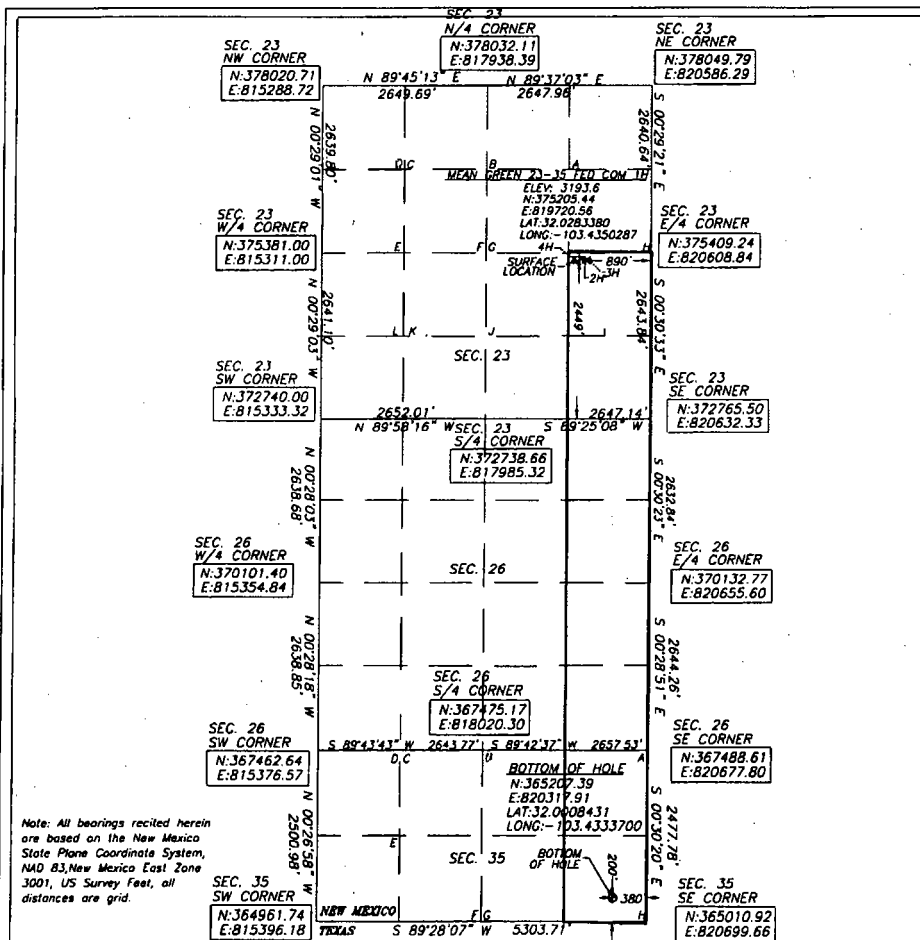 SEC. 23
N/4 CORNER
N:378032.11
E:817938.39
SEC. 23
NW CORNER
N:378020.71
E:815288.72
SEC. 23
NE CORNER
N:378049.79
E:820586.29
N 89°45'13" E
2649.69'
N 89°37'03" E
2647.96'
N 00°29'01" W
2639.80'
S 00°29'21" E
2640.64'
D C
B
A
MEAN GREEN 23-35 FED COM 1H
ELEV: 3193.6
N:375205.44
E:819720.56
LAT:32.0283380
LONG:-103.4350287
SEC. 23
W/4 CORNER
N:375381.00
E:815311.00
SEC. 23
E/4 CORNER
N:375409.24
E:820608.84
E
F G
4H
H
SURFACE
LOCATION
890'
3H
2H
2449'
N 00°29'03" W
2641.10'
S 00°30'33" E
2643.84'
L K
J
SEC. 23
SEC. 23
SW CORNER
N:372740.00
E:815333.32
SEC. 23
SE CORNER
N:372765.50
E:820632.33
2652.01'
N 89°58'16" W
2647.14'
S 89°25'08" W
SEC. 23
S/4 CORNER
N:372738.66
E:817985.32
N 00°28'03" W
2638.68'
2632.84'
S 00°30'23" E
SEC. 26
W/4 CORNER
N:370101.40
E:815354.84
SEC. 26
SEC. 26
E/4 CORNER
N:370132.77
E:820655.60
N 00°28'18" W
2638.85'
2644.26'
S 00°28'51" E
SEC. 26
S/4 CORNER
N:367475.17
E:818020.30
SEC. 26
SW CORNER
N:367462.64
E:815376.57
SEC. 26
SE CORNER
N:367488.61
E:820677.80
S 89°43'43" W 2643.77'
S 89°42'37" W 2657.53'
D C
A
BOTTOM OF HOLE
N:365207.39
E:820317.91
LAT:32.0008431
LONG:-103.4333700
N 00°26'58" W
2500.98'
2477.78'
S 00°30'20" E
E
SEC. 35
BOTTOM
OF HOLE
200'
380'
Note: All bearings recited herein
are based on the New Mexico
State Plane Coordinate System,
NAD 83,New Mexico East Zone
3001, US Survey Feet, all
distances are grid.
SEC. 35
SW CORNER
N:364961.74
E:815396.18
SEC. 35
SE CORNER
N:365010.92
E:820699.66
NEW MEXICO
TEXAS
F G
H
S 89°28'07" W 5303.71'